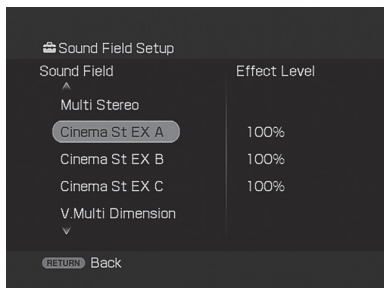 Sound Field Setup
Sound Field Effect Level
Multi Stereo
Cinema St EX A 100%
Cinema St EX B 100%
Cinema St EX C 100%
V.Multi Dimension
RETURN Back